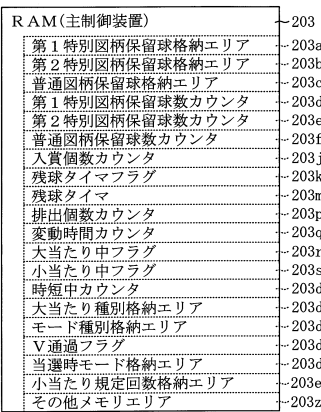 RAM(主制御装置) 203
第1特別図柄保留球格納エリア 203a
第2特別図柄保留球格納エリア 203b
普通図柄保留球格納エリア 203c
第1特別図柄保留球数カウンタ 203d
第2特別図柄保留球数カウンタ 203e
普通図柄保留球数カウンタ 203f
入賞個数カウンタ 203j
残球タイマフラグ 203k
残球タイマ 203m
排出個数カウンタ 203p
変動時間カウンタ 203q
大当たり中フラグ 203r
小当たり中フラグ 203s
時短中カウンタ 203d
大当たり種別格納エリア 203d
モード種別格納エリア 203d
V通過フラグ 203d
当選時モード格納エリア 203d
小当たり規定回数格納エリア 203e
その他メモリエリア 203z